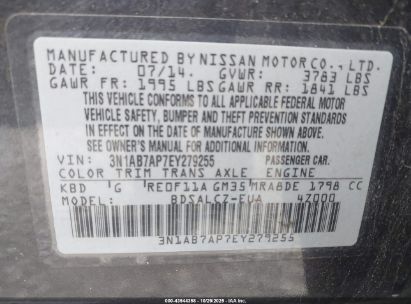 MANUFACTURED BY NISSAN MOTOR CO., LTD.
DATE: 07/14. GVWR: 3783 LBS
GAWR FR: 1995 LBS GAWR RR: 1841 LBS
THIS VEHICLE CONFORMS TO ALL APPLICABLE FEDERAL MOTOR
VEHICLE SAFETY, BUMPER, AND THEFT PREVENTION STANDARDS
IN EFFECT ON THE DATE OF MANUFACTURE SHOWN ABOVE.
SEE OWNER'S MANUAL FOR ADDITIONAL INFORMATION.
VIN: 3N1AB7AP7EY279255
COLOR TRIM TRANS AXLE ENGINE
KBD G RE0F11A GM35 MRA8DE 1798 CC
MODEL: BDSALCZ-EUA 4Z000
3N1AB7AP7EY279255